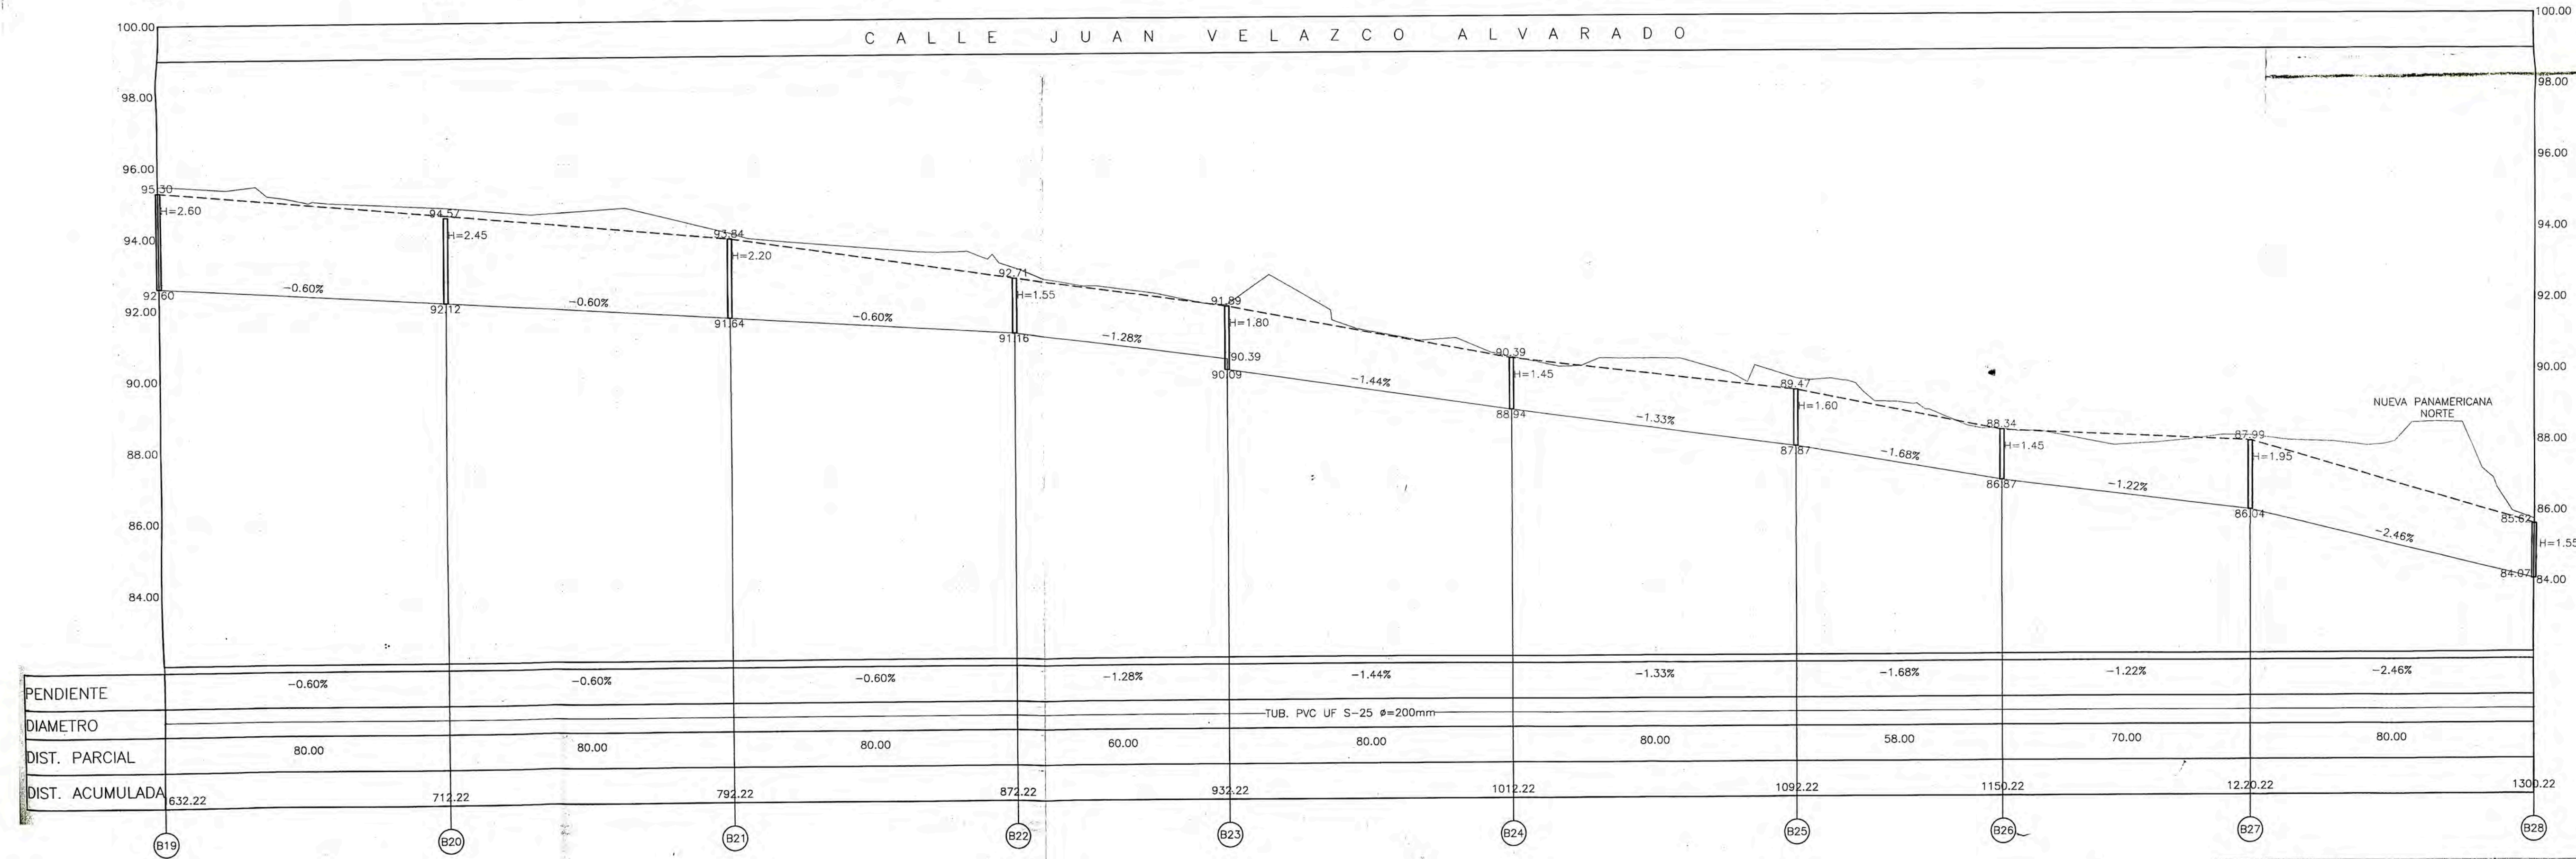 CALLE JUAN VELAZCO ALVARADO
100.00 100.00
98.00 98.00
96.00 96.00
94.00 94.00
92.00 92.00
90.00 90.00
88.00 88.00
86.00 86.00
84.00 84.00
95.30 94.57 93.84 92.71 91.89 90.39 89.47 88.34 87.99 85.62
H=2.60 H=2.45 H=2.20 H=1.55 H=1.80 H=1.45 H=1.60 H=1.45 H=1.95 H=1.55
NUEVA PANAMERICANA
NORTE
-0.60% -0.60% -0.60% -1.28% -1.44% -1.33% -1.68% -1.22% -2.46%
90.39
92.60 92.12 91.64 91.16 90.09 88.94 87.87 86.87 86.04 84.07
PENDIENTE -0.60% -0.60% -0.60% -1.28% -1.44% -1.33% -1.68% -1.22% -2.46%
DIAMETRO TUB. PVC UF S-25 ø=200mm
DIST. PARCIAL 80.00 80.00 80.00 60.00 80.00 80.00 58.00 70.00 80.00
DIST. ACUMULADA 632.22 712.22 792.22 872.22 932.22 1012.22 1092.22 1150.22 12.20.22 1300.22
B19 B20 B21 B22 B23 B24 B25 B26 B27 B28